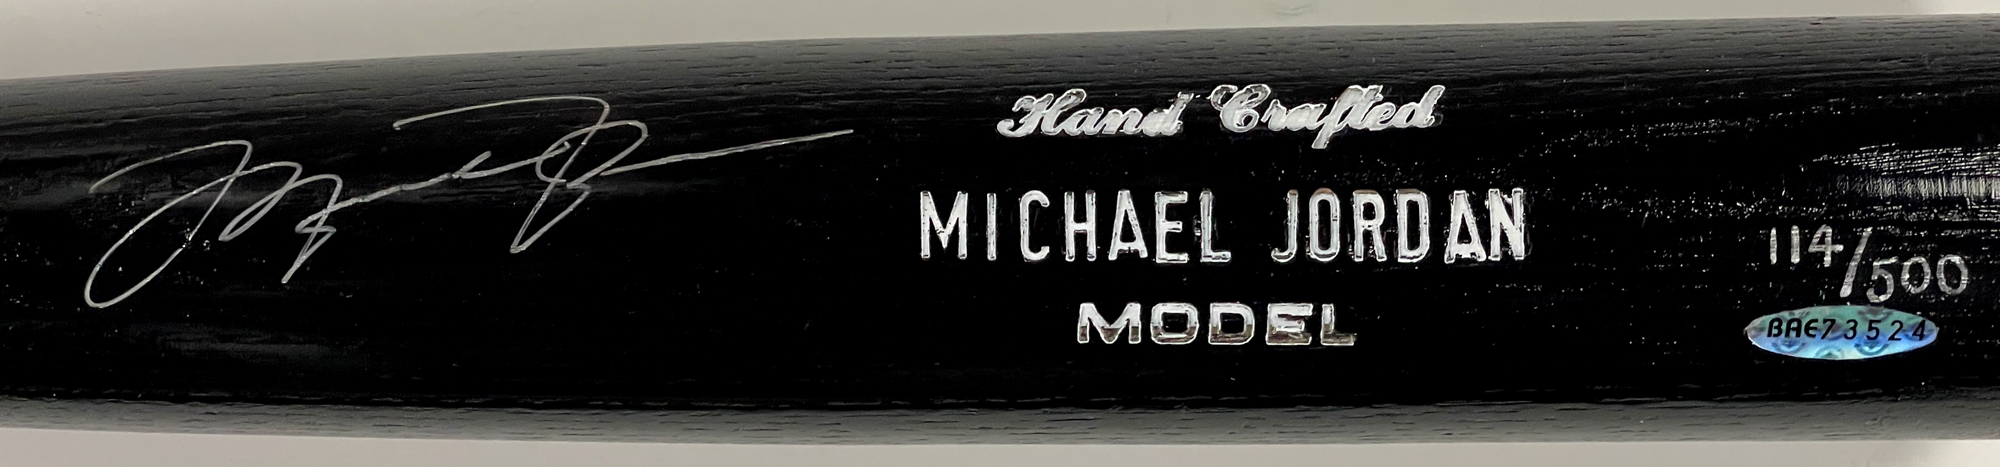 Hand Crafted
MICHAEL JORDAN
MODEL
114/500
BAE73524